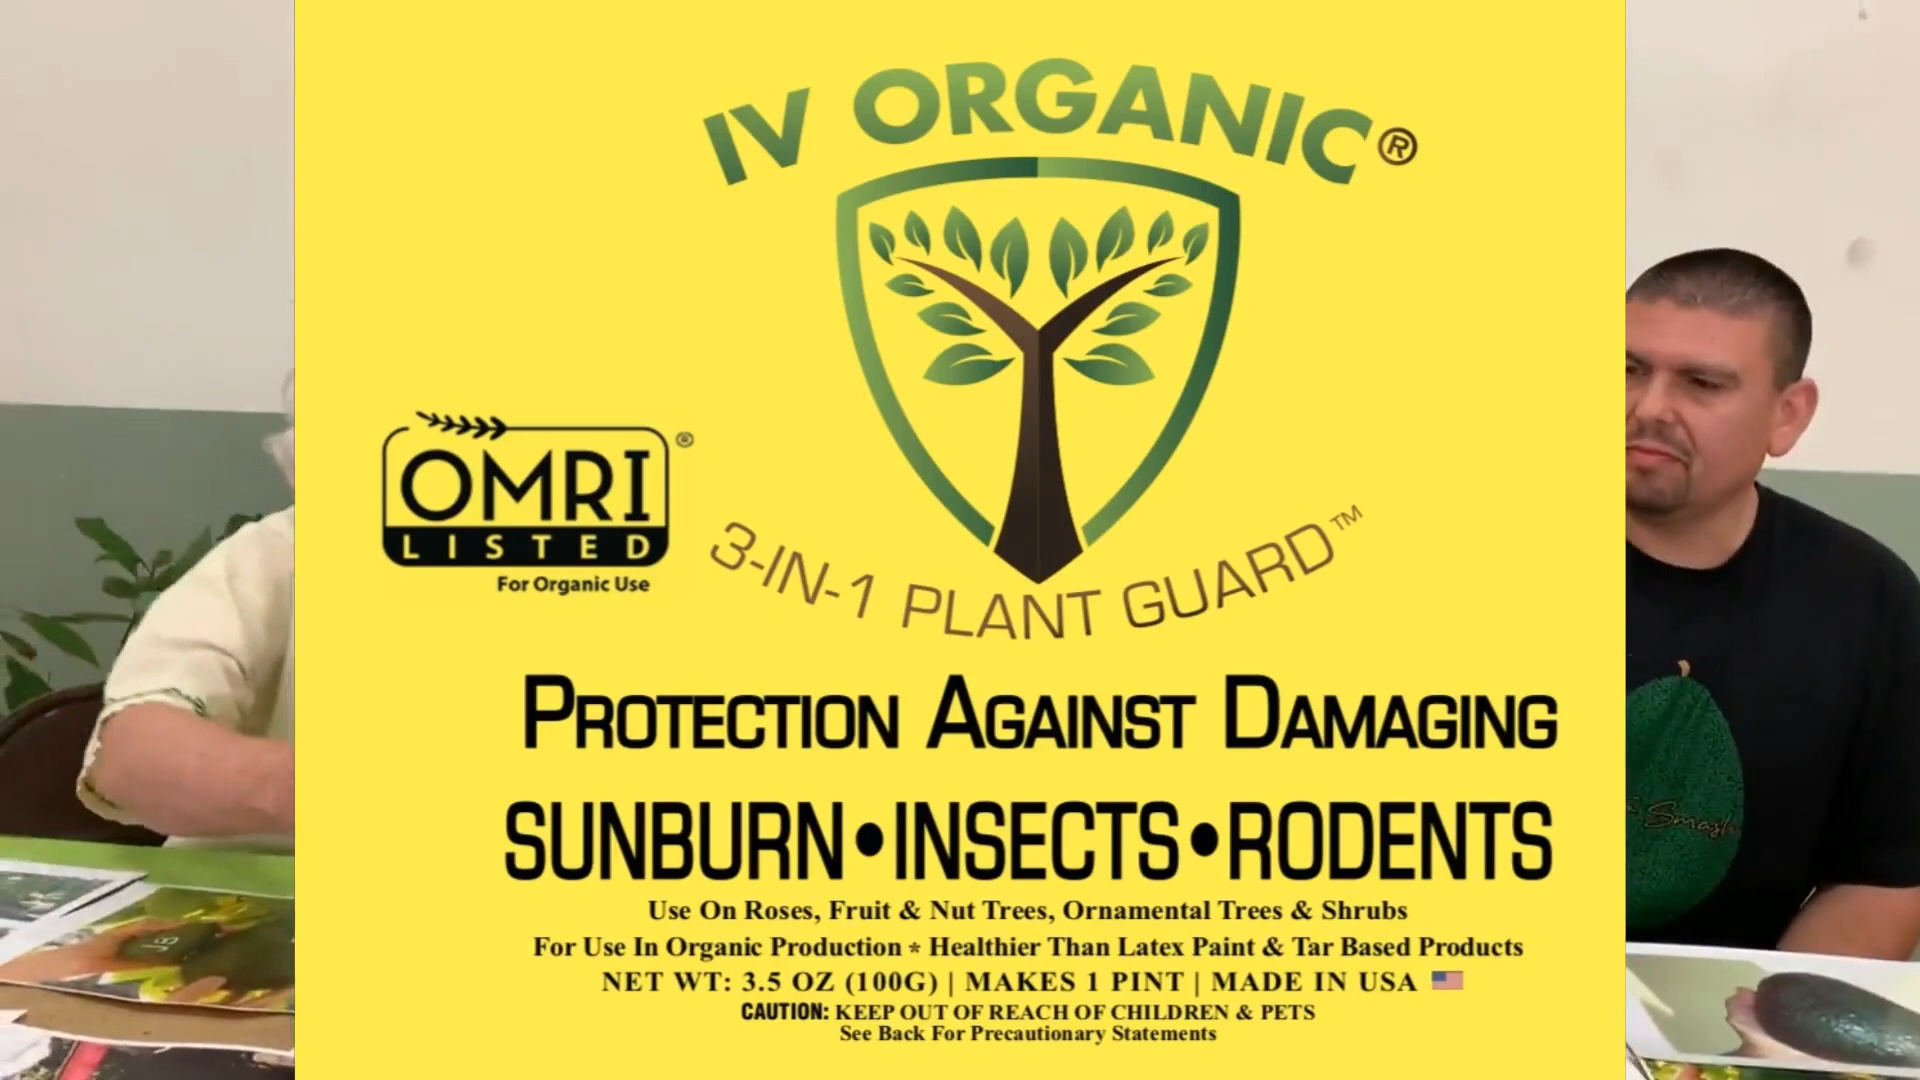 IV ORGANIC®
OMRI®
LISTED
For Organic Use
3-IN-1 PLANT GUARD™
PROTECTION AGAINST DAMAGING
SUNBURN•INSECTS•RODENTS
Use On Roses, Fruit & Nut Trees, Ornamental Trees & Shrubs
For Use In Organic Production * Healthier Than Latex Paint & Tar Based Products
NET WT: 3.5 OZ (100G) | MAKES 1 PINT | MADE IN USA
CAUTION: KEEP OUT OF REACH OF CHILDREN & PETS
See Back For Precautionary Statements
Smash